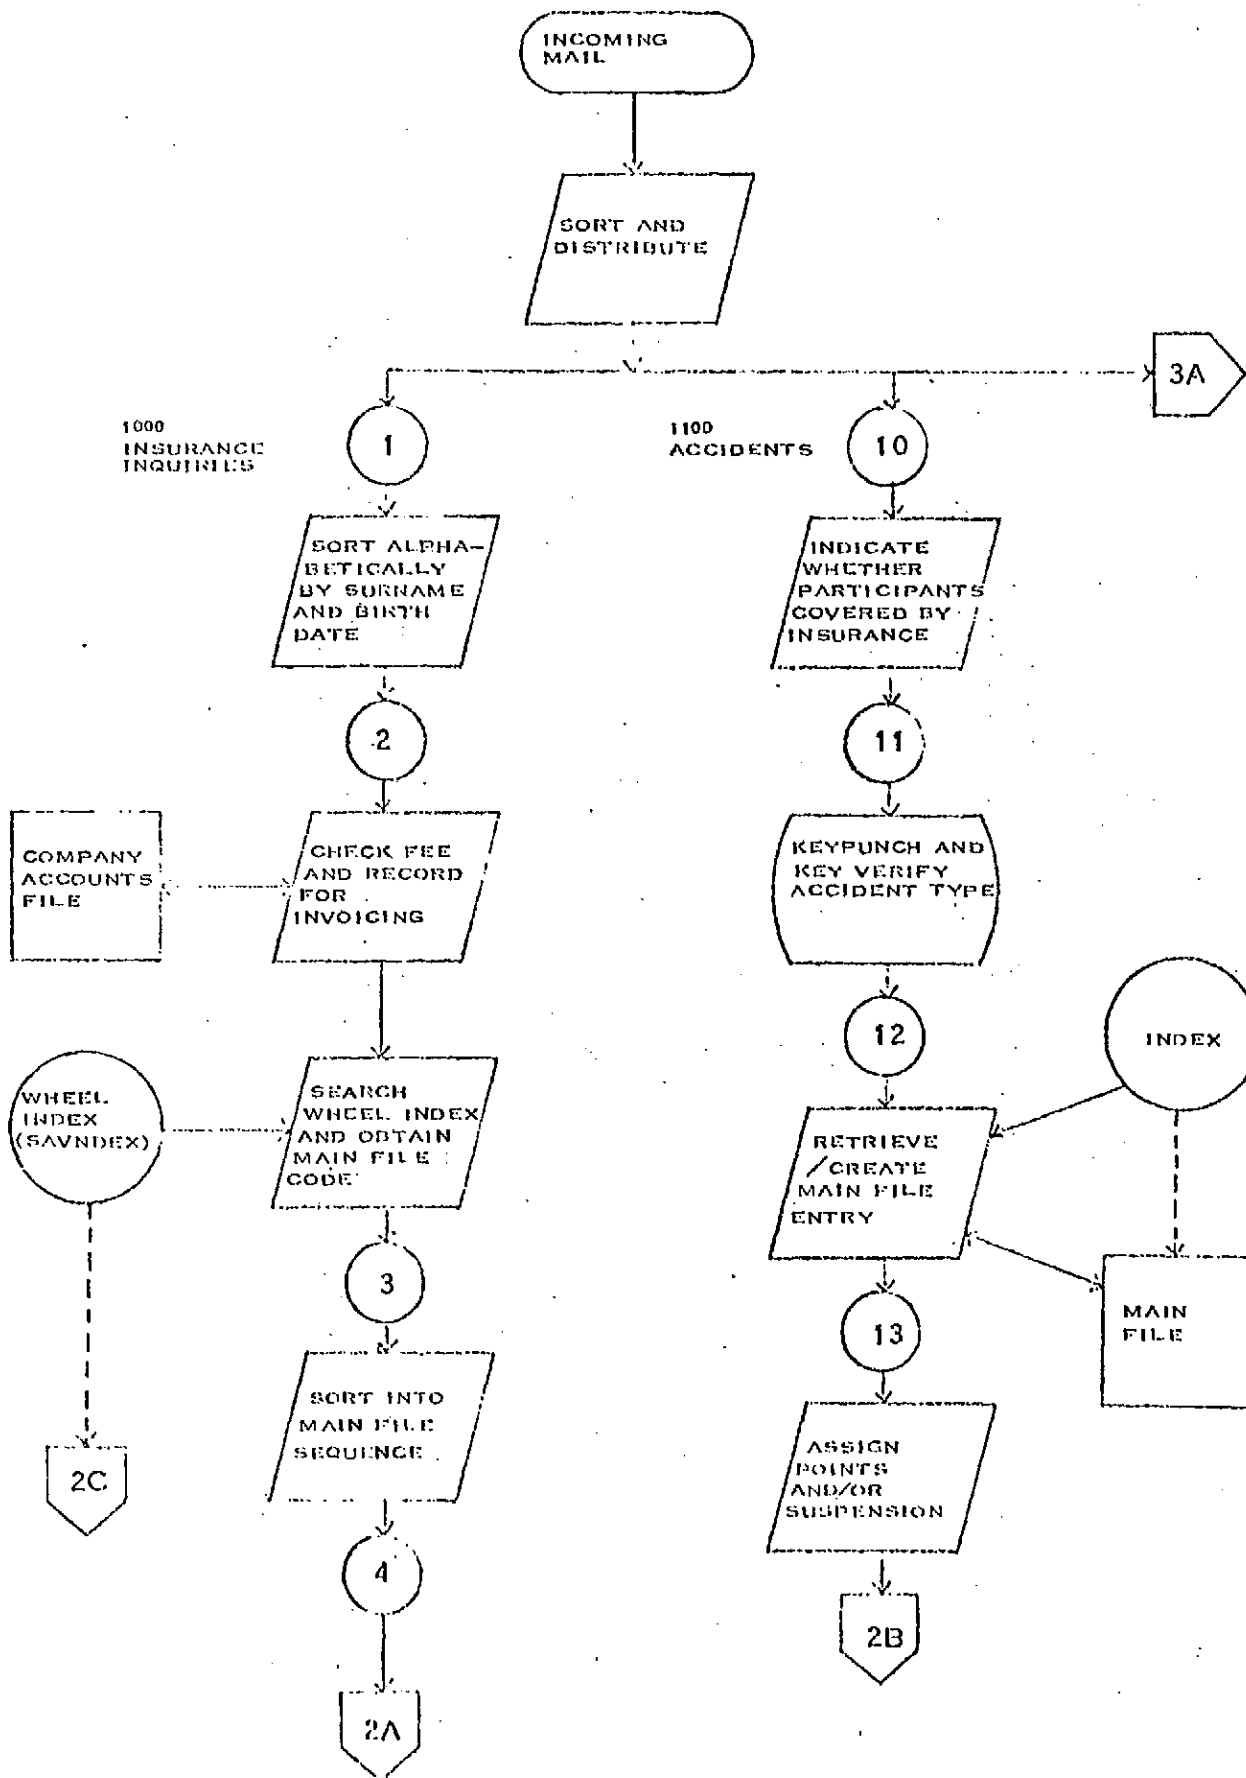 INCOMING
MAIL
SORT AND
DISTRIBUTE
3A
1000
INSURANCE
INQUIRIES
1
1100
ACCIDENTS
10
SORT ALPHA-
BETICALLY
BY SURNAME
AND BIRTH
DATE
INDICATE
WHETHER
PARTICIPANTS
COVERED BY
INSURANCE
2
11
COMPANY
ACCOUNTS
FILE
CHECK FEE
AND RECORD
FOR
INVOICING
KEYPUNCH AND
KEY VERIFY
ACCIDENT TYPE
12
INDEX
WHEEL
INDEX
(SAVNDEX)
SEARCH
WHEEL INDEX
AND OBTAIN
MAIN FILE
CODE
RETRIEVE
/CREATE
MAIN FILE
ENTRY
3
13
MAIN
FILE
SORT INTO
MAIN FILE
SEQUENCE
ASSIGN
POINTS
AND/OR
SUSPENSION
2C
4
2B
2A